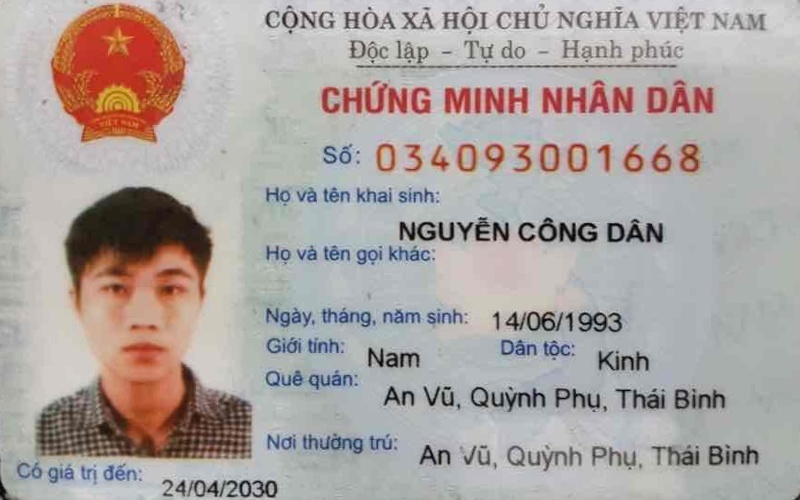 CỘNG HÒA XÃ HỘI CHỦ NGHĨA VIỆT NAM
Độc lập - Tự do - Hạnh phúc
CHỨNG MINH NHÂN DÂN
Số: 034093001668
Họ và tên khai sinh:
NGUYỄN CÔNG DÂN
Họ và tên gọi khác:
Ngày, tháng, năm sinh: 14/06/1993
Giới tính: Nam Dân tộc: Kinh
Quê quán: An Vũ, Quỳnh Phụ, Thái Bình
Nơi thường trú: An Vũ, Quỳnh Phụ, Thái Bình
Có giá trị đến: 24/04/2030
VIỆT NAM